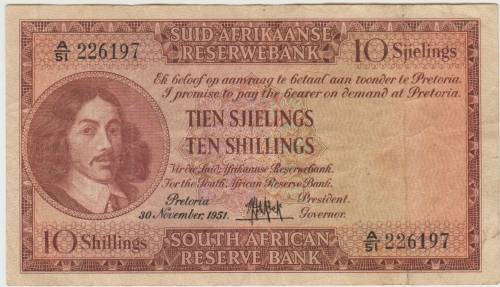 SUID-AFRIKAANSE
RESERWEBANK
A/51 226197
10 Sjielings
Ek beloof op aanvraag te betaal aan toonder te Pretoria.
I promise to pay the bearer on demand at Pretoria.
TIEN SJIELINGS
TEN SHILLINGS
Vir die Suid-Afrikaanse Reserwebank.
For the South African Reserve Bank.
Pretoria
President.
30 November, 1951.
Governor.
10 Shillings
SOUTH AFRICAN
RESERVE BANK
A/51 226197